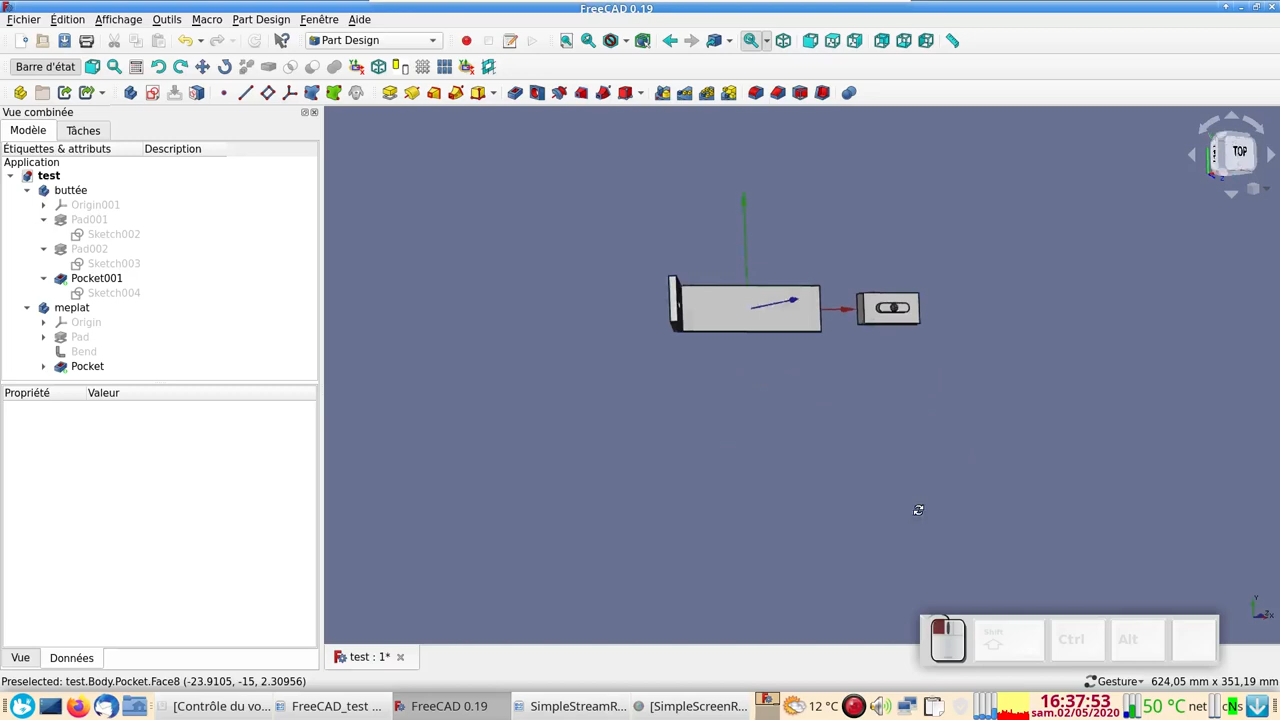 FreeCAD 0.19
Fichier Édition Affichage Outils Macro Part Design Fenêtre Aide
Part Design
Barre d'état
Vue combinée
Modèle Tâches
Étiquettes & attributs Description
Application
test
buttée
Origin001
Pad001
Sketch002
Pad002
Sketch003
Pocket001
Sketch004
meplat
Origin
Pad
Bend
Pocket
Propriété Valeur
TOP
Y
Shift Ctrl Alt
Vue Données
test : 1*
Preselected: test.Body.Pocket.Face8 (-23.9105, -15, 2.30956)
Gesture 624,05 mm x 351,19 mm
[Contrôle du vo... FreeCAD_test ... FreeCAD 0.19 SimpleStreamR... [SimpleScreenR...
12 °C
16:37:53
sam.02/05/2020
50 °C net cNs